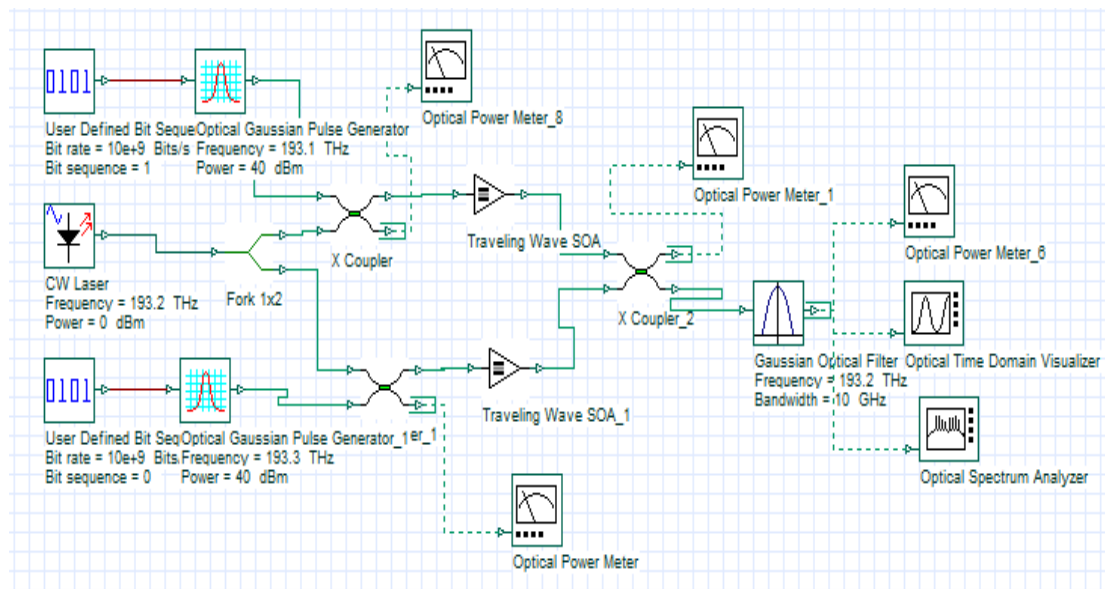 0101
User Defined Bit Seque
Bit rate = 10e+9 Bits/s
Bit sequence = 1
Optical Gaussian Pulse Generator
Frequency = 193.1 THz
Power = 40 dBm
Optical Power Meter_8
Optical Power Meter_1
Optical Power Meter_6
CW Laser
Frequency = 193.2 THz
Power = 0 dBm
Fork 1x2
X Coupler
Traveling Wave SOA
X Coupler_2
Gaussian Optical Filter
Frequency = 193.2 THz
Bandwidth = 10 GHz
Optical Time Domain Visualizer
0101
User Defined Bit Seq
Bit rate = 10e+9 Bits
Bit sequence = 0
Optical Gaussian Pulse Generator_1
Frequency = 193.3 THz
Power = 40 dBm
er_1
Traveling Wave SOA_1
Optical Spectrum Analyzer
Optical Power Meter